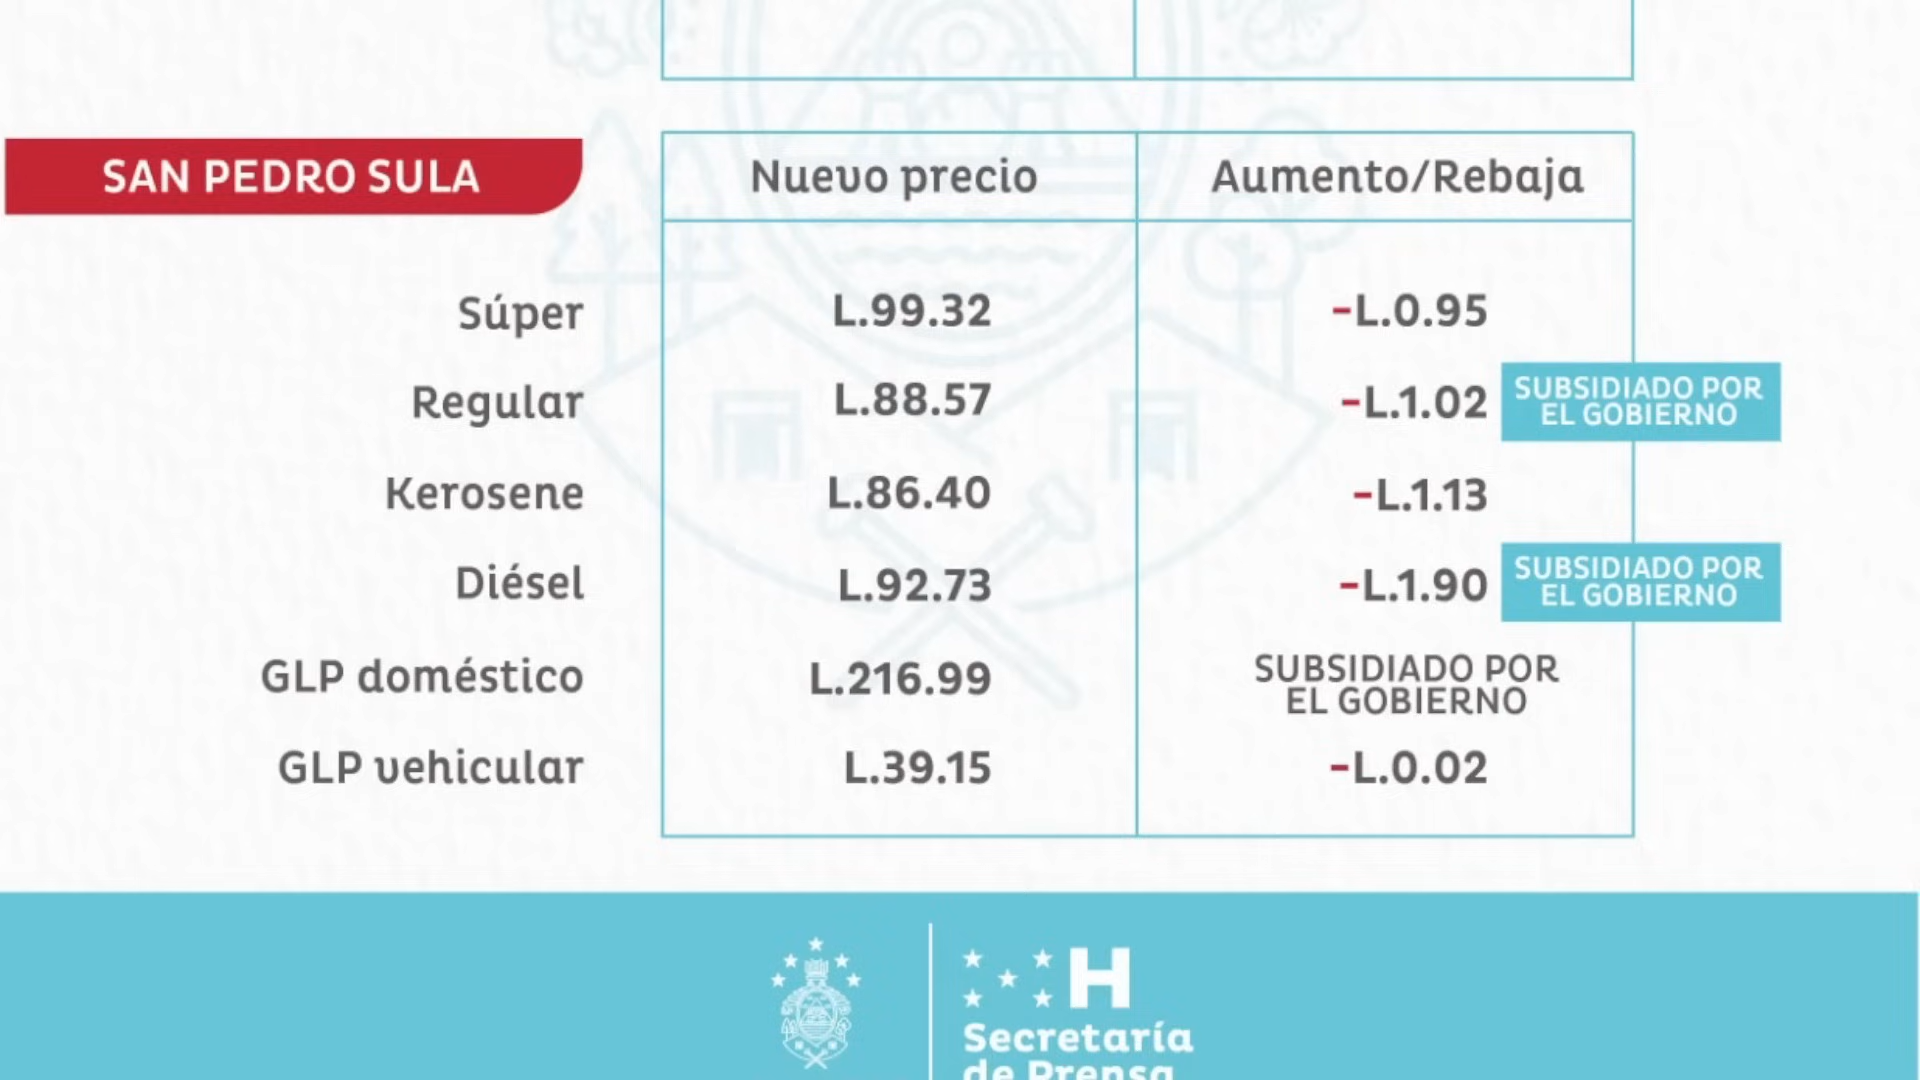 SAN PEDRO SULA
Nuevo precio Aumento/Rebaja
Súper L.99.32 -L.0.95
Regular L.88.57 -L.1.02 SUBSIDIADO POR
EL GOBIERNO
Kerosene L.86.40 -L.1.13
Diésel L.92.73 -L.1.90 SUBSIDIADO POR
EL GOBIERNO
GLP doméstico L.216.99 SUBSIDIADO POR
EL GOBIERNO
GLP vehicular L.39.15 -L.0.02
H
Secretaría
de Prensa